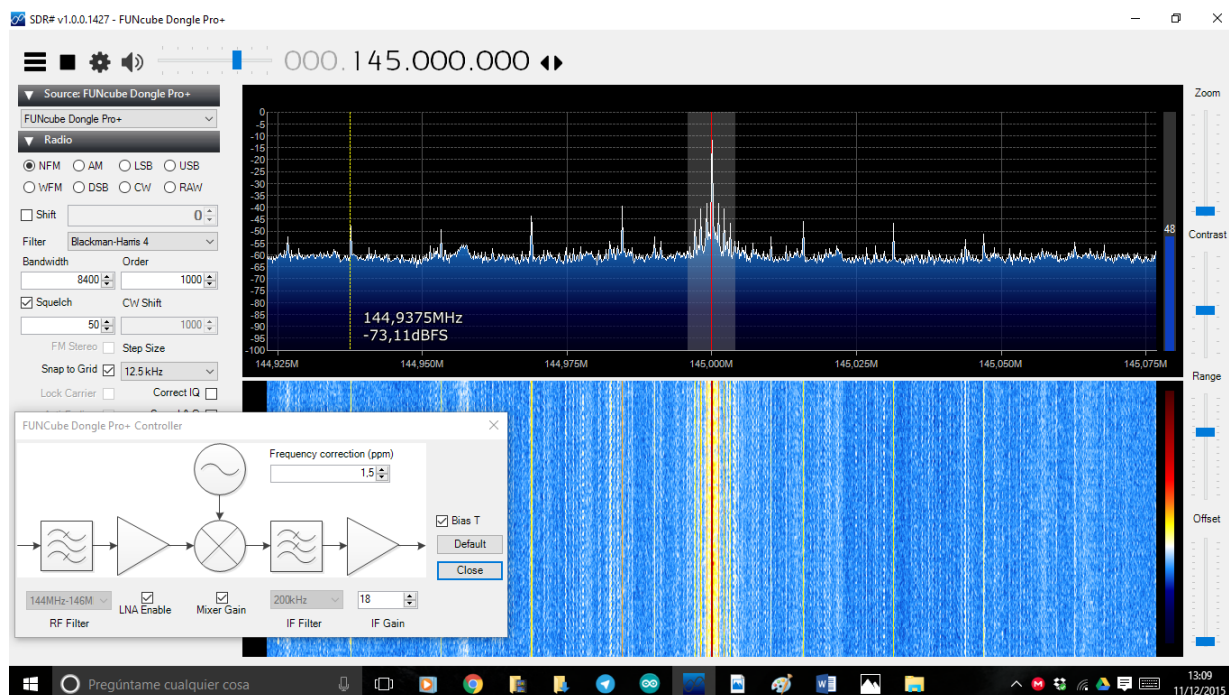 SDR# v1.0.0.1427 - FUNcube Dongle Pro+
000.145.000.000
Source: FUNcube Dongle Pro+
FUNcube Dongle Pro+
Radio
NFM AM LSB USB
WFM DSB CW RAW
Shift 0
Filter Blackman-Harris 4
Bandwidth Order
8400 1000
Squelch CW Shift
50 1000
FM Stereo Step Size
Snap to Grid 12.5 kHz
Lock Carrier Correct IQ
0
-5
-10
-15
-20
-25
-30
-35
-40
-45
-50
-55
-60
-65
-70
-75
-80
-85
-90
-95
-100
144,9375MHz
-73,11dBFS
48
144,925M 144,950M 144,975M 145,000M 145,025M 145,050M 145,075M
Zoom
Contrast
Range
Offset
FUNCube Dongle Pro+ Controller
Frequency correction (ppm)
1,5
Bias T
Default
Close
144MHz-146M LNA Enable Mixer Gain 200kHz 18
RF Filter IF Filter IF Gain
Pregúntame cualquier cosa
13:09